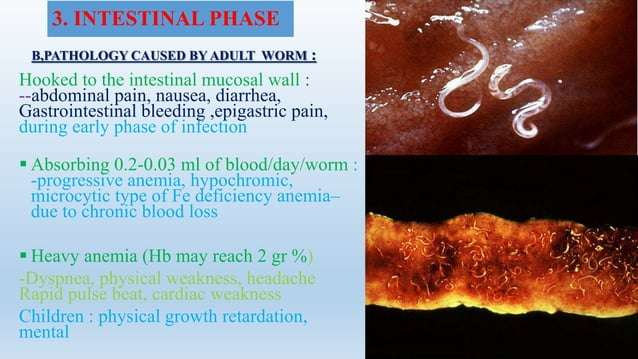 3. INTESTINAL PHASE
B,PATHOLOGY CAUSED BY ADULT WORM :
Hooked to the intestinal mucosal wall :
--abdominal pain, nausea, diarrhea,
Gastrointestinal bleeding ,epigastric pain,
during early phase of infection
▪ Absorbing 0.2-0.03 ml of blood/day/worm :
-progressive anemia, hypochromic,
microcytic type of Fe deficiency anemia–
due to chronic blood loss
▪ Heavy anemia (Hb may reach 2 gr %)
-Dyspnea, physical weakness, headache
Rapid pulse beat, cardiac weakness
Children : physical growth retardation,
mental